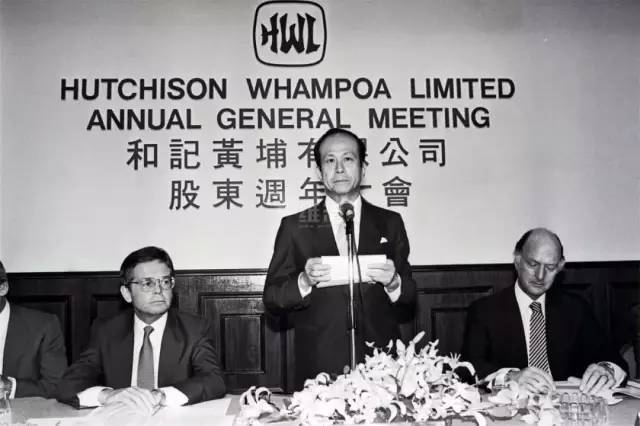 HWL
HUTCHISON WHAMPOA LIMITED
ANNUAL GENERAL MEETING
和記黃埔有限公司
股東週年大會